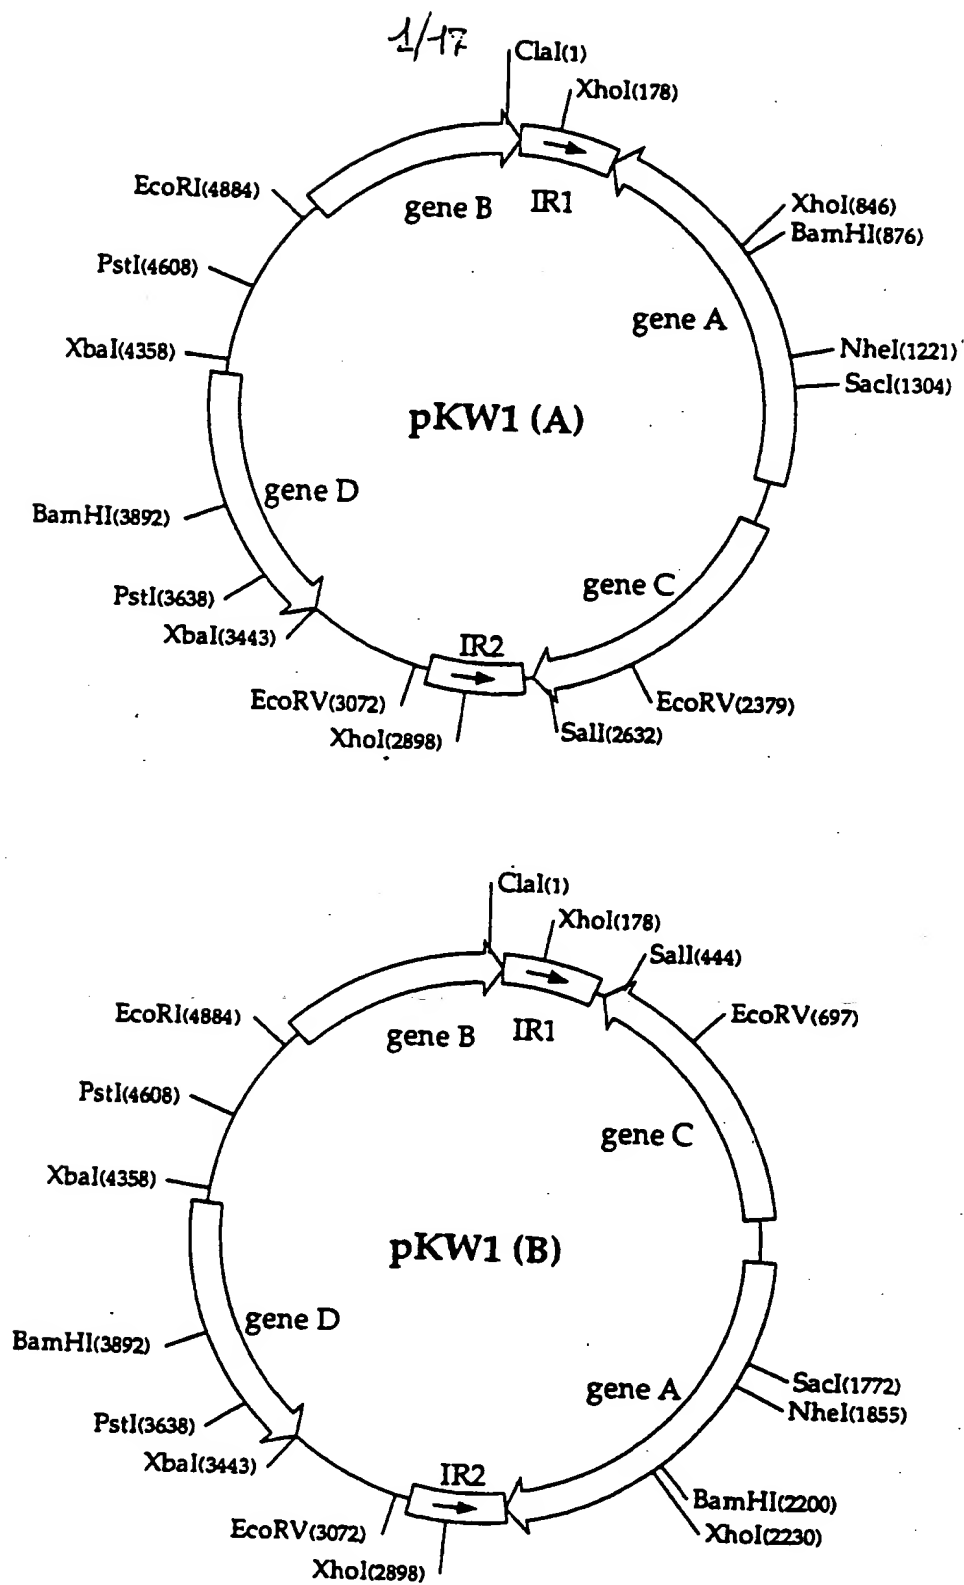 1/17
ClaI(1)
XhoI(178)
EcoRI(4884)
gene B
IR1
XhoI(846)
BamHI(876)
PstI(4608)
gene A
XbaI(4358)
NheI(1221)
SacI(1304)
pKW1 (A)
gene D
BamHI(3892)
gene C
PstI(3638)
XbaI(3443)
IR2
EcoRV(3072)
EcoRV(2379)
XhoI(2898)
SalI(2632)
ClaI(1)
XhoI(178)
SalI(444)
EcoRI(4884)
EcoRV(697)
gene B
IR1
PstI(4608)
gene C
XbaI(4358)
pKW1 (B)
gene D
BamHI(3892)
gene A
SacI(1772)
NheI(1855)
PstI(3638)
XbaI(3443)
IR2
BamHI(2200)
EcoRV(3072)
XhoI(2230)
XhoI(2898)